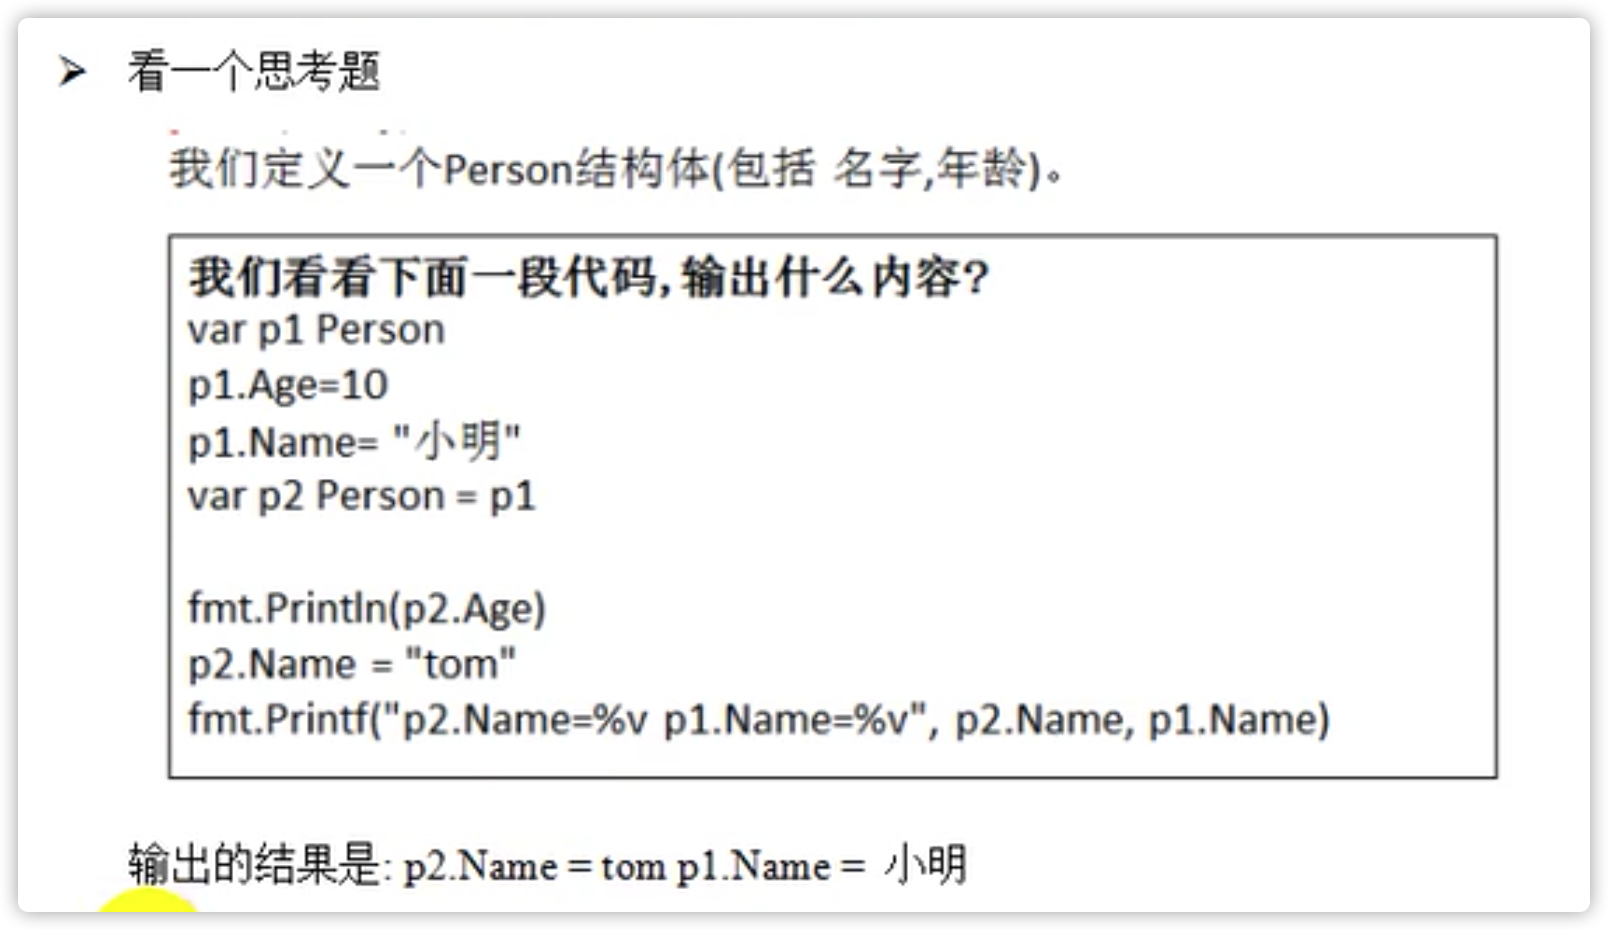 ➢ 看一个思考题
我们定义一个Person结构体(包括 名字,年龄)。
我们看看下面一段代码,输出什么内容?
var p1 Person
p1.Age=10
p1.Name= "小明"
var p2 Person = p1
fmt.Println(p2.Age)
p2.Name = "tom"
fmt.Printf("p2.Name=%v p1.Name=%v", p2.Name, p1.Name)
输出的结果是: p2.Name = tom p1.Name = 小明